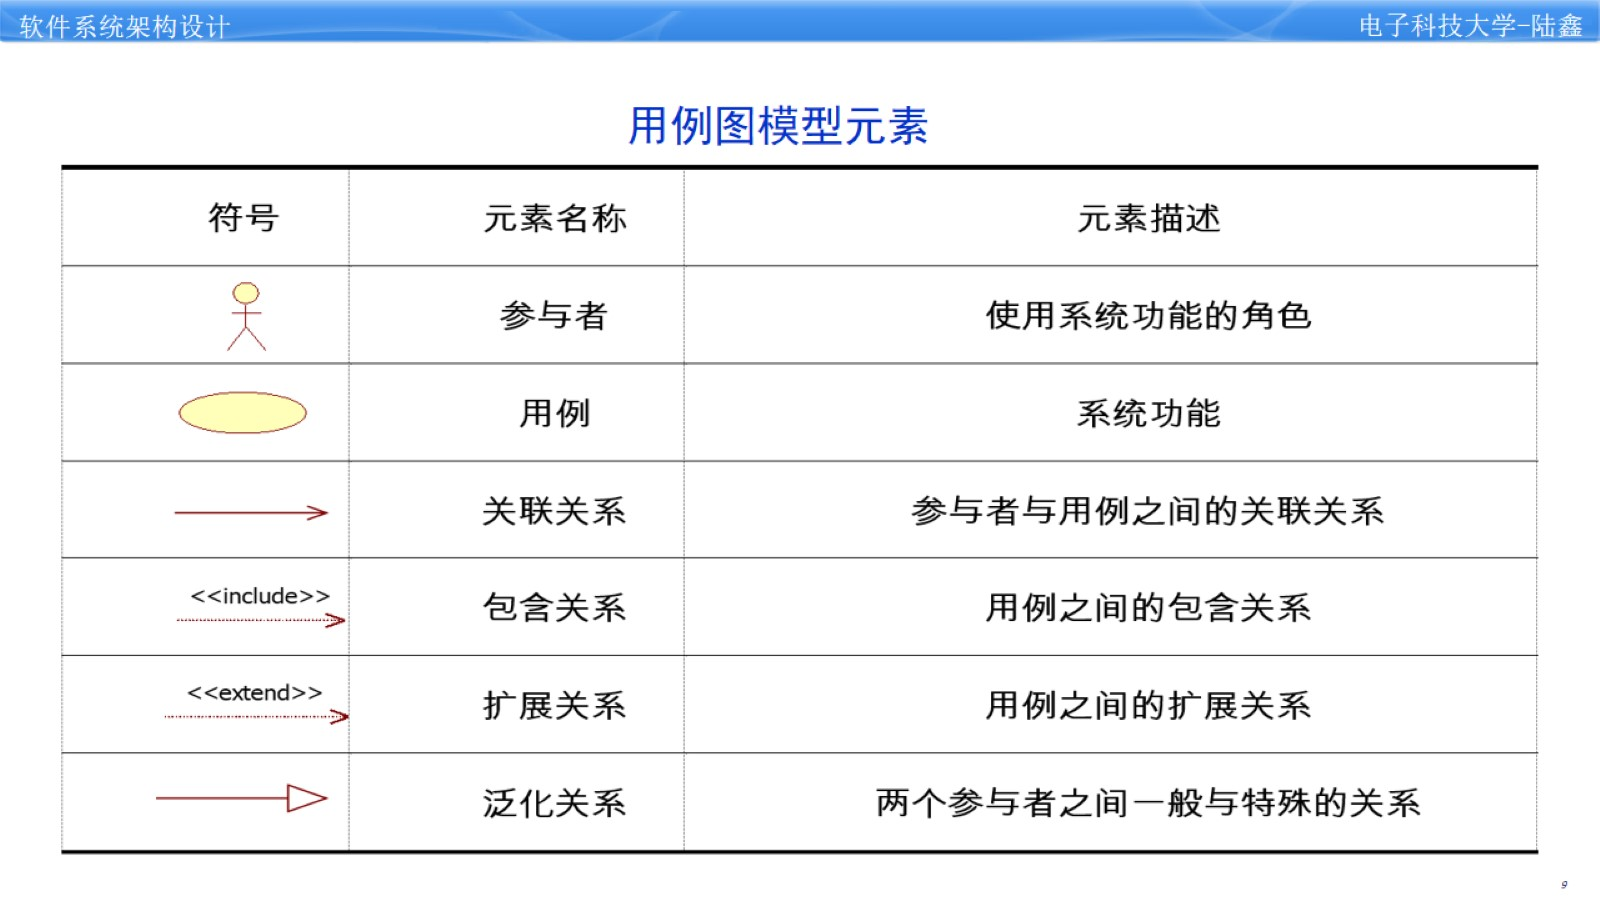 软件系统架构设计
电子科技大学-陆鑫
用例图模型元素
符号 元素名称 元素描述
参与者 使用系统功能的角色
用例 系统功能
关联关系 参与者与用例之间的关联关系
<<include>> 包含关系 用例之间的包含关系
<<extend>> 扩展关系 用例之间的扩展关系
泛化关系 两个参与者之间一般与特殊的关系
9